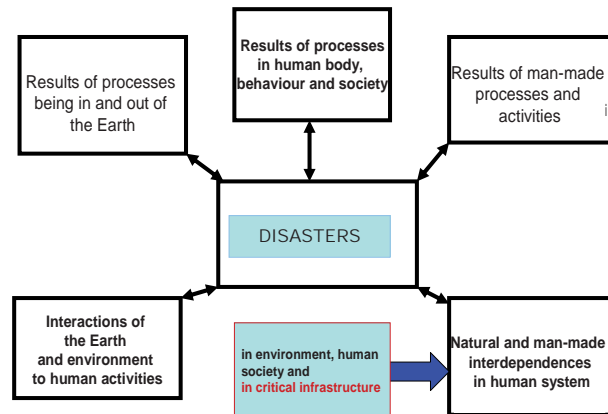 Results of processes
being in and out of
the Earth
Results of processes
in human body,
behaviour and society
Results of man-made
processes and
activities
i
DISASTERS
Interactions of
the Earth
and environment
to human activities
in environment, human
society and
in critical infrastructure
Natural and man-made
interdependences
in human system